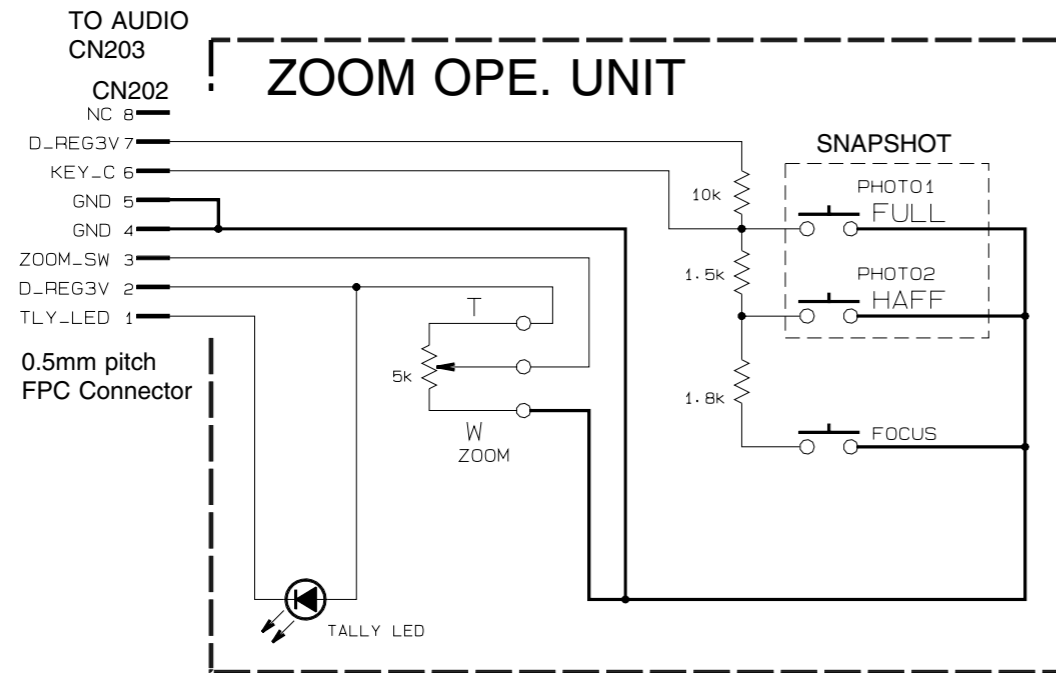 TO AUDIO
CN203
ZOOM OPE. UNIT
CN202
NC 8
D_REG3V 7
KEY_C 6
GND 5
GND 4
ZOOM_SW 3
D_REG3V 2
TLY_LED 1
0.5mm pitch
FPC Connector
SNAPSHOT
10k
PHOTO1
FULL
1.5k
PHOTO2
HAFF
1.8k
FOCUS
T
5k
W
ZOOM
TALLY LED